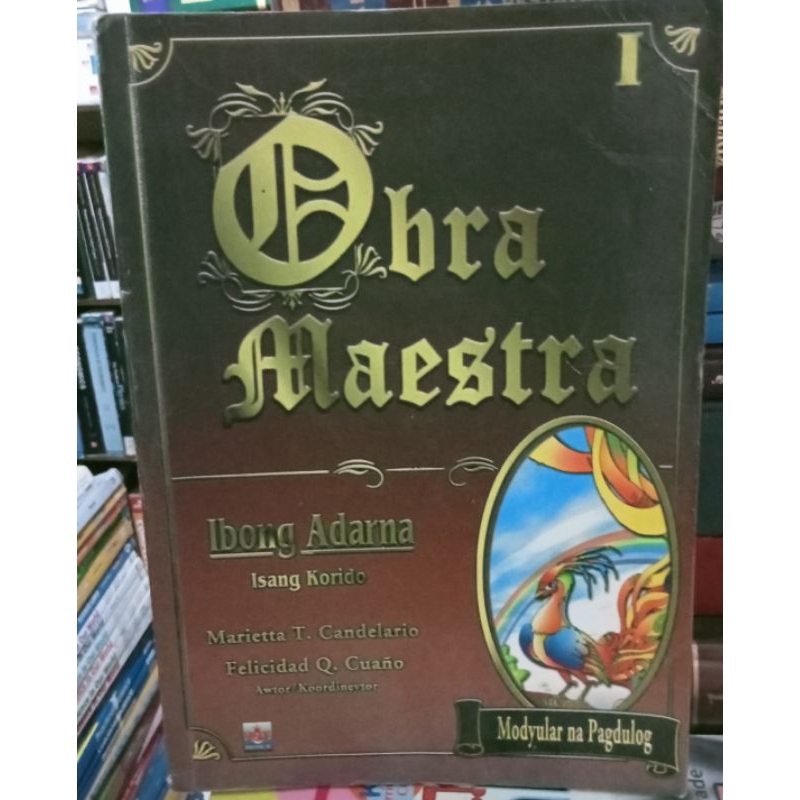 I
Obra
Maestra
Ibong Adarna
Isang Korido
Marietta T. Candelario
Felicidad Q. Cuaño
Awtor/Koordineytor
Modyular na Pagdulog